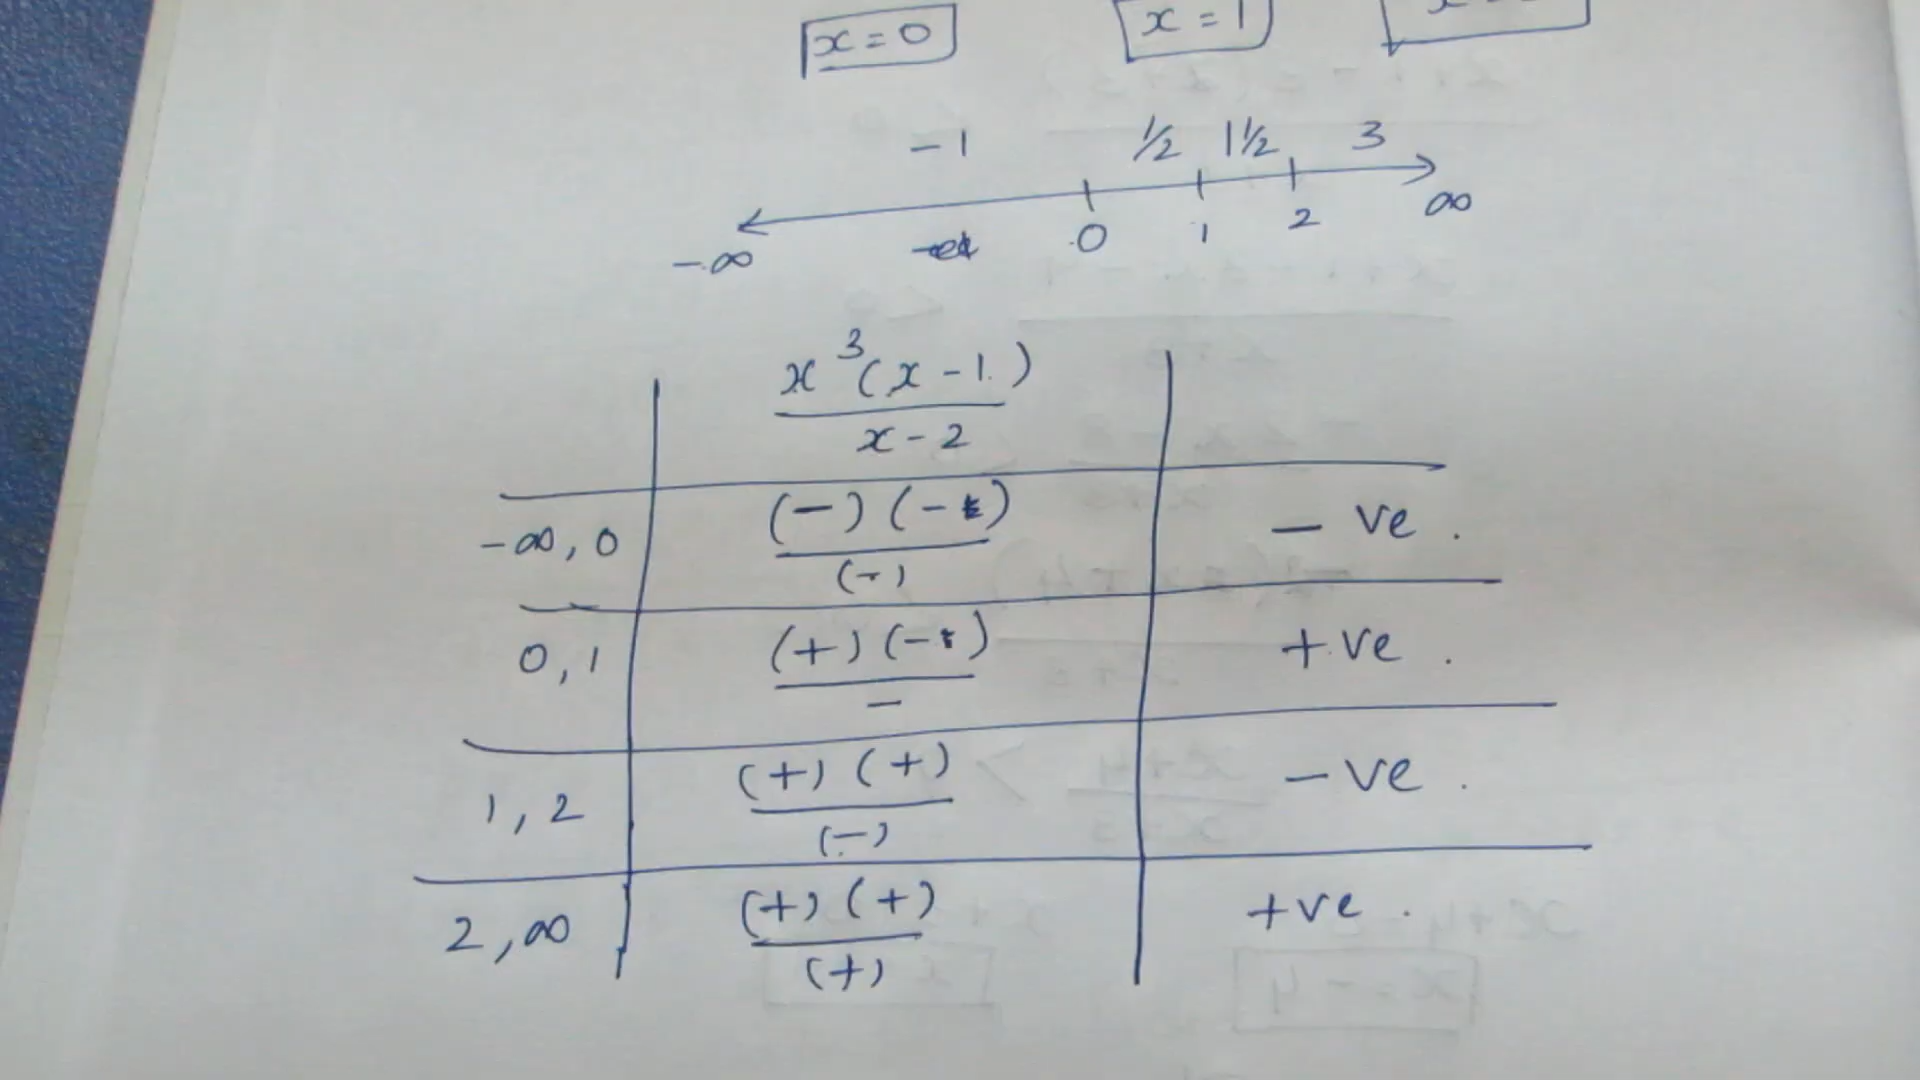 x = 0 x = 1
-1 ½ 1½ 3
-∞ 0 1 2 ∞
x³(x-1)
x-2
-∞, 0 (-)(-) - ve.
(-)
0, 1 (+)(-) +ve.
-
1, 2 (+)(+) -ve.
(-)
2, ∞ (+)(+) +ve.
(+)